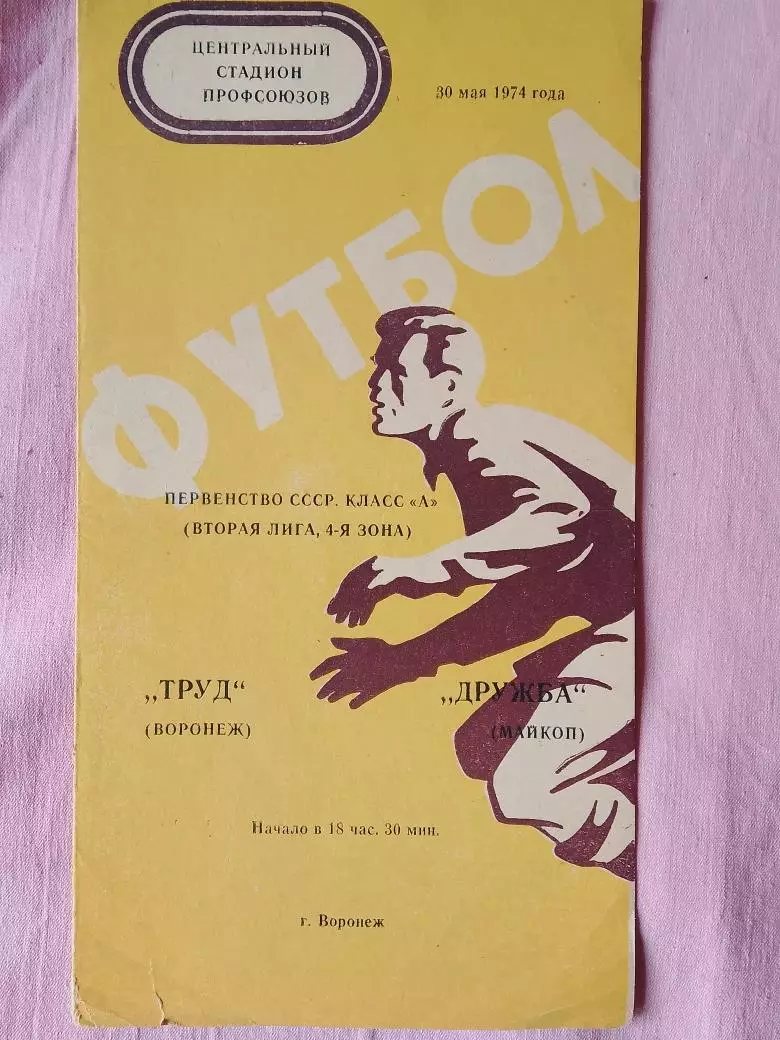 ЦЕНТРАЛЬНЫЙ
СТАДИОН
ПРОФСОЮЗОВ
30 мая 1974 года
ФУТБОЛ
ПЕРВЕНСТВО СССР. КЛАСС «А»
(ВТОРАЯ ЛИГА, 4-Я ЗОНА)
„ТРУД“ „ДРУЖБА“
(ВОРОНЕЖ) (МАЙКОП)
Начало в 18 час. 30 мин.
г. Воронеж